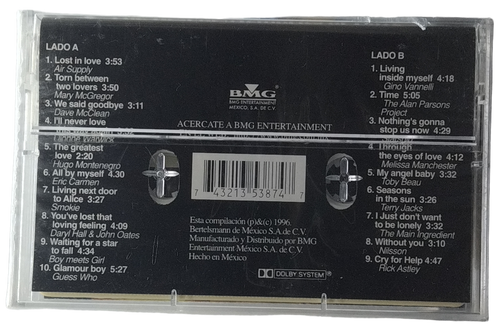 LADO A
1. Lost in love 3:53
Air Supply
2. Torn between
two lovers 3:50
Mary McGregor
3. We said goodbye 3:11
Dave McClean
4. I'll never love
Dionne Warwick
5. The greatest
love 2:20
Hugo Montenegro
6. All by myself 4.30
Eric Carmen
7. Living next door
to Alice 3:27
Smokie
8. You've lost that
loving feeling 4:09
Daryl Hall & John Oates
9. Waiting for a star
to fall 4:34
Boy meets Girl
10. Glamour boy 5:27
Guess Who
BMG
BMG ENTERTAINMENT
MEXICO, S.A. DE C.V.
ACERCATE A BMG ENTERTAINMENT
7 43213 53874 7
Esta compilación (p)&(c) 1996
Bertelsmann de México S.A. de C.V.
Manufacturado y Distribuido por BMG
Entertainment México S.A. de C.V.
Hecho en México
DOLBY SYSTEM
LADO B
1. Living
inside myself 4:18
Gino Vannelli
2. Time 5:05
The Alan Parsons
Project
3. Nothing's gonna
stop us now 4:29
4. Through
the eyes of love 4:12
Melissa Manchester
5. My angel baby 3:32
Toby Beau
6. Seasons
in the sun 3:26
Terry Jacks
7. I Just don't want
to be lonely 3:32
The Main Ingredient
8. Without you 3:10
Nilsson
9. Cry for Help 4:47
Rick Astley